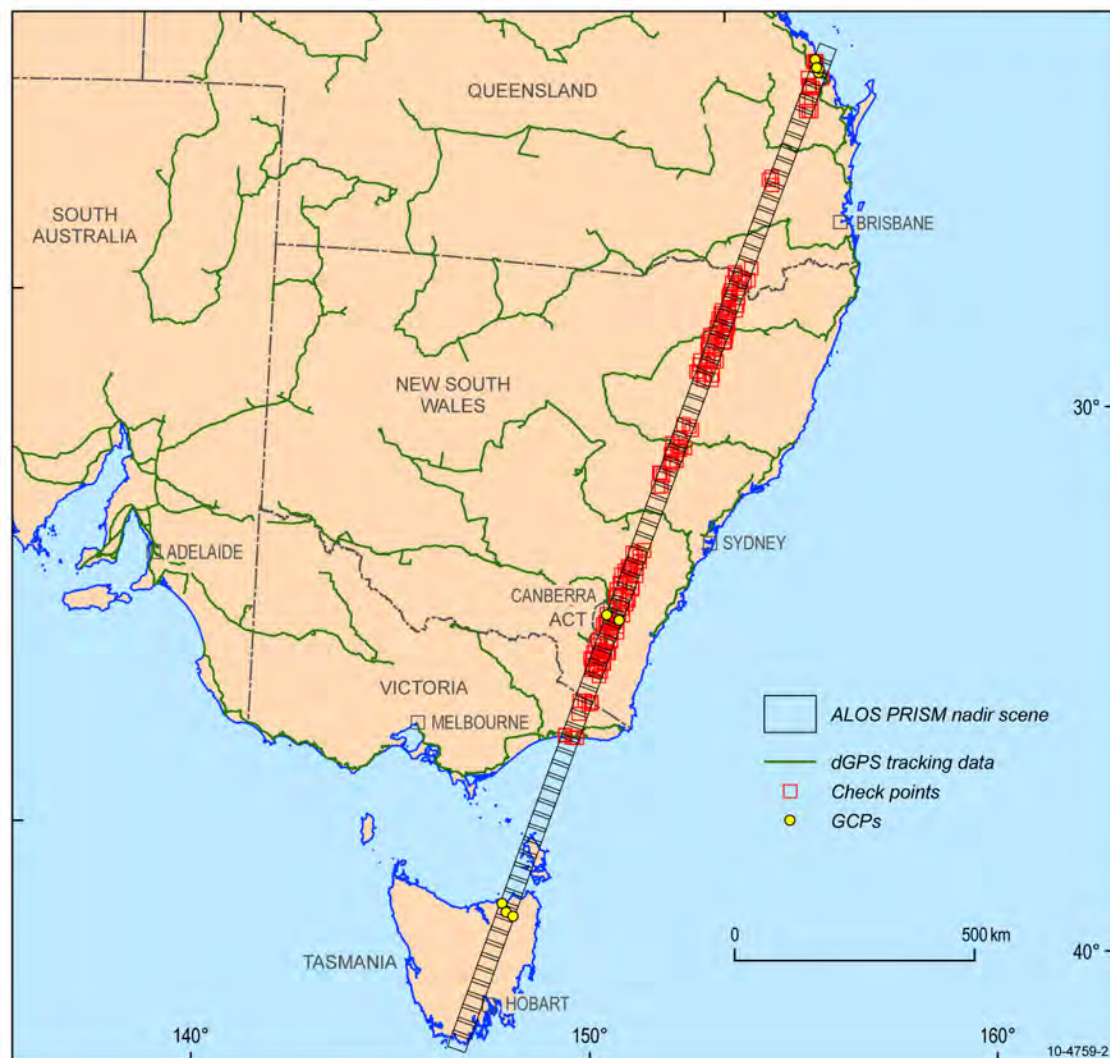 QUEENSLAND
SOUTH
AUSTRALIA
BRISBANE
NEW SOUTH
WALES
30°
SYDNEY
ADELAIDE
CANBERRA
ACT
VICTORIA
MELBOURNE
ALOS PRISM nadir scene
dGPS tracking data
Check points
GCPs
0 500 km
TASMANIA
40°
HOBART
140° 150° 160°
10-4759-2